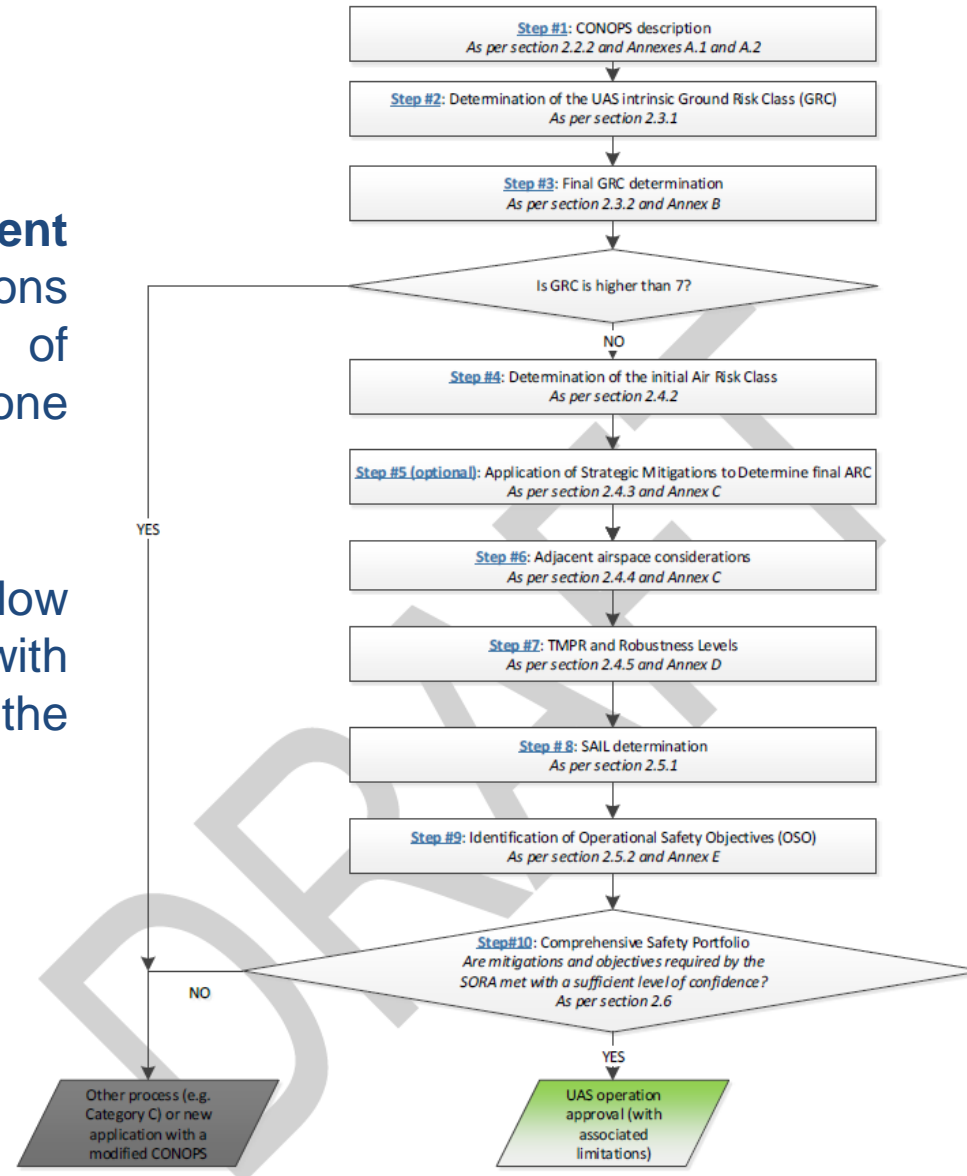 ent
ons
of
one
low
with
the
Step #1: CONOPS description
As per section 2.2.2 and Annexes A.1 and A.2
Step #2: Determination of the UAS intrinsic Ground Risk Class (GRC)
As per section 2.3.1
Step #3: Final GRC determination
As per section 2.3.2 and Annex B
Is GRC is higher than 7?
NO
Step #4: Determination of the initial Air Risk Class
As per section 2.4.2
Step #5 (optional): Application of Strategic Mitigations to Determine final ARC
As per section 2.4.3 and Annex C
YES
Step #6: Adjacent airspace considerations
As per section 2.4.4 and Annex C
Step #7: TMPR and Robustness Levels
As per section 2.4.5 and Annex D
Step # 8: SAIL determination
As per section 2.5.1
Step #9: Identification of Operational Safety Objectives (OSO)
As per section 2.5.2 and Annex E
Step#10: Comprehensive Safety Portfolio
Are mitigations and objectives required by the
SORA met with a sufficient level of confidence?
As per section 2.6
NO
YES
Other process (e.g.
Category C) or new
application with a
modified CONOPS
UAS operation
approval (with
associated
limitations)
DRAFT